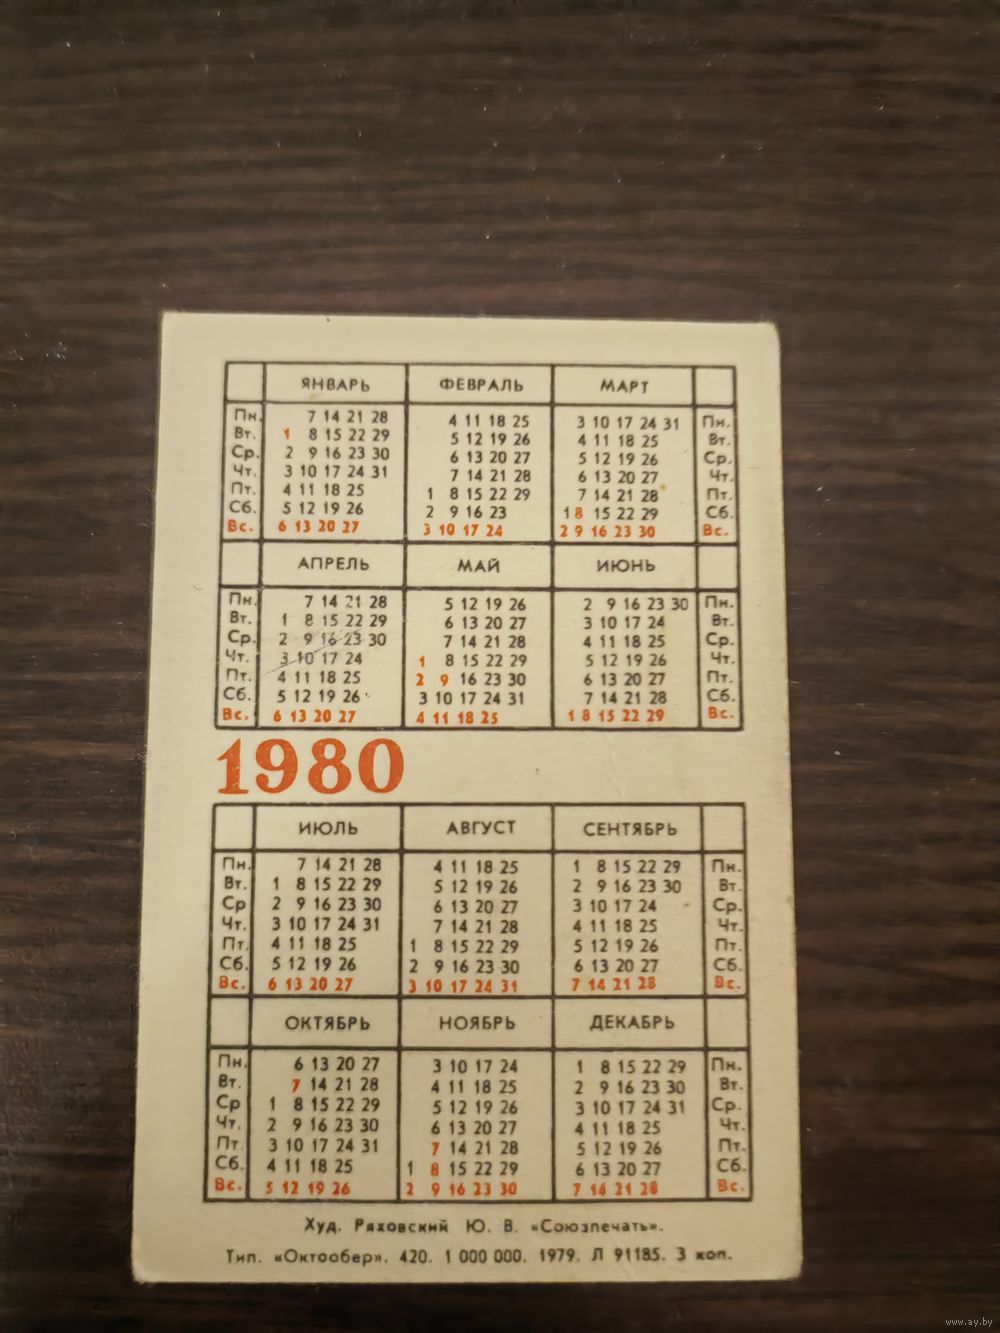 ЯНВАРЬ ФЕВРАЛЬ МАРТ
Пн. 7 14 21 28 4 11 18 25 3 10 17 24 31 Пн.
Вт. 1 8 15 22 29 5 12 19 26 4 11 18 25 Вт.
Ср. 2 9 16 23 30 6 13 20 27 5 12 19 26 Ср.
Чт. 3 10 17 24 31 7 14 21 28 6 13 20 27 Чт.
Пт. 4 11 18 25 1 8 15 22 29 7 14 21 28 Пт.
Сб. 5 12 19 26 2 9 16 23 1 8 15 22 29 Сб.
Вс. 6 13 20 27 3 10 17 24 2 9 16 23 30 Вс.
АПРЕЛЬ МАЙ ИЮНЬ
Пн. 7 14 21 28 5 12 19 26 2 9 16 23 30 Пн.
Вт. 1 8 15 22 29 6 13 20 27 3 10 17 24 Вт.
Ср. 2 9 16 23 30 7 14 21 28 4 11 18 25 Ср.
Чт. 3 10 17 24 1 8 15 22 29 5 12 19 26 Чт.
Пт. 4 11 18 25 2 9 16 23 30 6 13 20 27 Пт.
Сб. 5 12 19 26 3 10 17 24 31 7 14 21 28 Сб.
Вс. 6 13 20 27 4 11 18 25 1 8 15 22 29 Вс.
1980
ИЮЛЬ АВГУСТ СЕНТЯБРЬ
Пн. 7 14 21 28 4 11 18 25 1 8 15 22 29 Пн.
Вт. 1 8 15 22 29 5 12 19 26 2 9 16 23 30 Вт.
Ср 2 9 16 23 30 6 13 20 27 3 10 17 24 Ср.
Чт. 3 10 17 24 31 7 14 21 28 4 11 18 25 Чт.
Пт. 4 11 18 25 1 8 15 22 29 5 12 19 26 Пт.
Сб. 5 12 19 26 2 9 16 23 30 6 13 20 27 Сб.
Вс. 6 13 20 27 3 10 17 24 31 7 14 21 28 Вс.
ОКТЯБРЬ НОЯБРЬ ДЕКАБРЬ
Пн. 6 13 20 27 3 10 17 24 1 8 15 22 29 Пн.
Вт. 7 14 21 28 4 11 18 25 2 9 16 23 30 Вт.
Ср 1 8 15 22 29 5 12 19 26 3 10 17 24 31 Ср.
Чт. 2 9 16 23 30 6 13 20 27 4 11 18 25 Чт.
Пт. 3 10 17 24 31 7 14 21 28 5 12 19 26 Пт.
Сб. 4 11 18 25 1 8 15 22 29 6 13 20 27 Сб.
Вс. 5 12 19 26 2 9 16 23 30 7 14 21 28 Вс.
Худ. Раховский Ю. В. «Союзпечать».
Тип. «Октообер». 420. 1 000 000. 1979. Л 91185. 3 коп.
www.ay.by